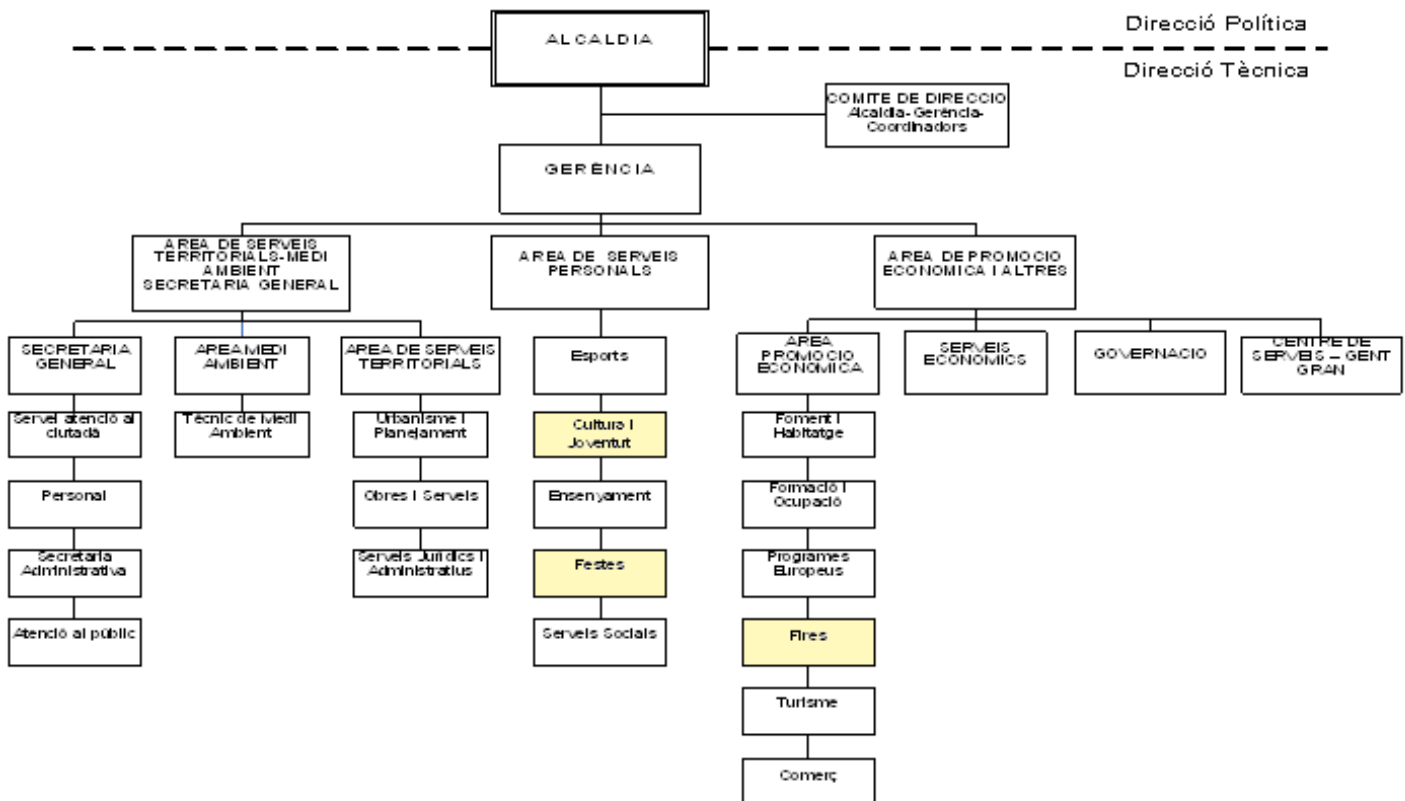 Direcció Política
ALCALDIA
Direcció Tècnica
COMITE DE DIRECCIO
Alcaldia-Gerència-
Coordinadors
GERÈNCIA
AREA DE SERVEIS
TERRITORIALS-MEDI
AMBIENT
SECRETARIA GENERAL
AREA DE SERVEIS
PERSONALS
AREA DE PROMOCIO
ECONOMICA I ALTRES
SECRETARIA
GENERAL
AREA MEDI
AMBIENT
AREA DE SERVEIS
TERRITORIALS
Esports
AREA
PROMOCIO
ECONOMICA
SERVEIS
ECONOMICS
GOVERNACIO
CENTRE DE
SERVEIS – GENT
GRAN
Servei atenció al
ciutadà
Tècnic de Medi
Ambient
Urbanisme i
Planejament
Cultura i
Joventut
Foment i
Habitatge
Personal
Obres i Serveis
Ensenyament
Formació i
Ocupació
Secretaria
Administrativa
Serveis Jurídics i
Administratius
Festes
Programes
Europeus
Atenció al públic
Serveis Socials
Fires
Turisme
Comerç